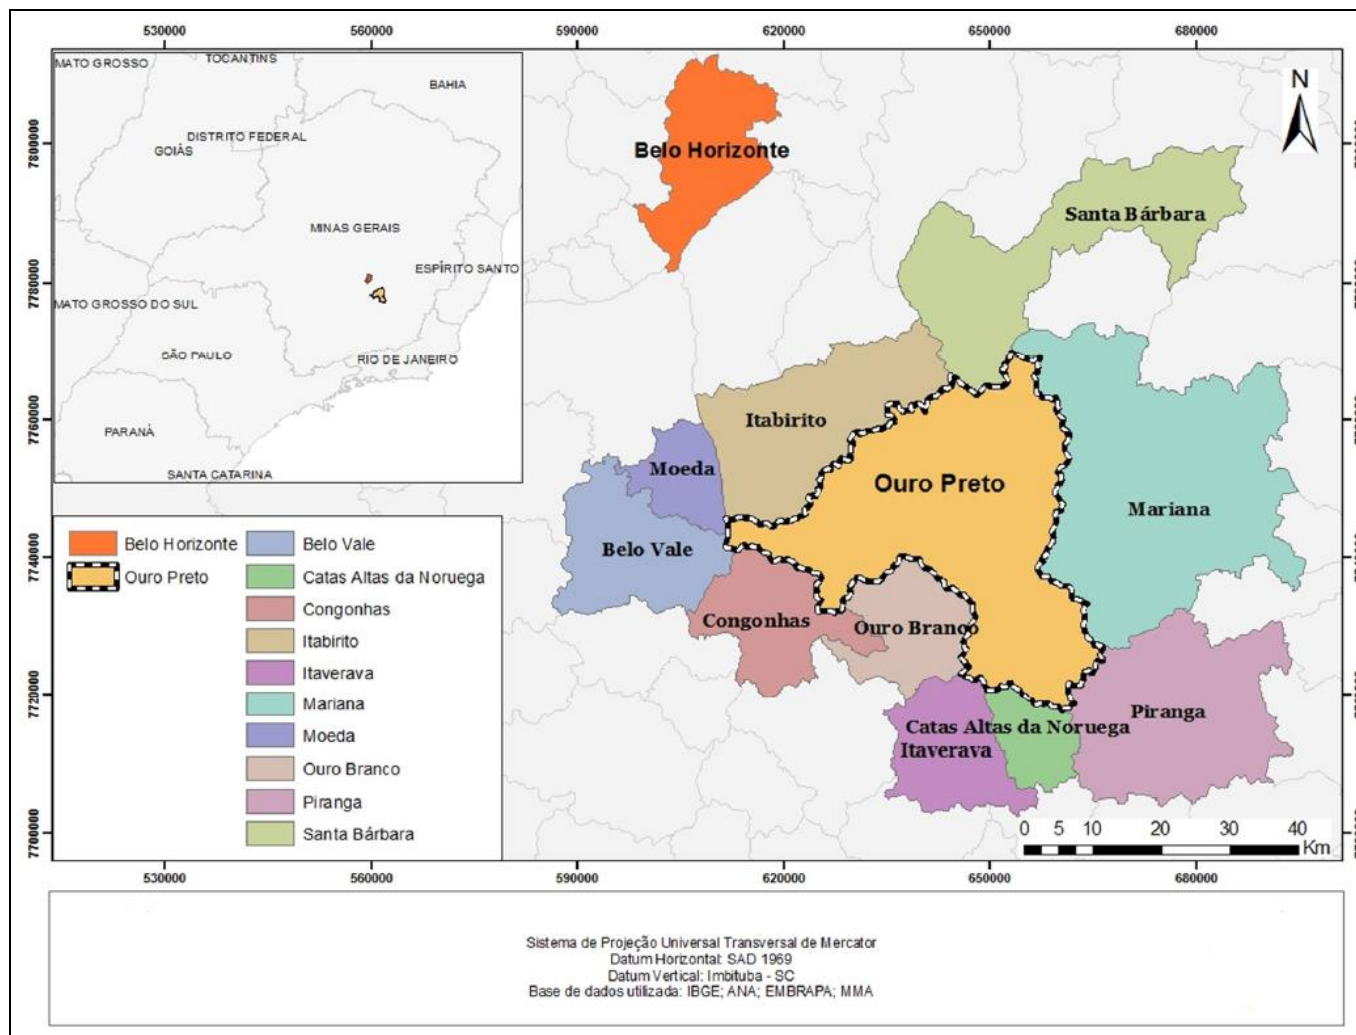 530000 560000 590000 620000 650000 680000
MATO GROSSO
TOCANTINS
BAHIA
DISTRITO FEDERAL
GOIÁS
MINAS GERAIS
ESPÍRITO SANTO
MATO GROSSO DO SUL
SÃO PAULO
RIO DE JANEIRO
PARANÁ
SANTA CATARINA
N
7800000
7780000
7760000
7740000
7720000
7700000
Belo Horizonte
Santa Bárbara
Itabirito
Moeda
Ouro Preto
Mariana
Belo Vale
Congonhas
Ouro Branco
Catas Altas da Noruega
Itaverava
Piranga
Belo Horizonte
Ouro Preto
Belo Vale
Catas Altas da Noruega
Congonhas
Itabirito
Itaverava
Mariana
Moeda
Ouro Branco
Piranga
Santa Bárbara
0 5 10 20 30 40
Km
530000 560000 590000 620000 650000 680000
Sistema de Projeção Universal Transversal de Mercator
Datum Horizontal: SAD 1969
Datum Vertical: Imbituba - SC
Base de dados utilizada: IBGE; ANA; EMBRAPA; MMA